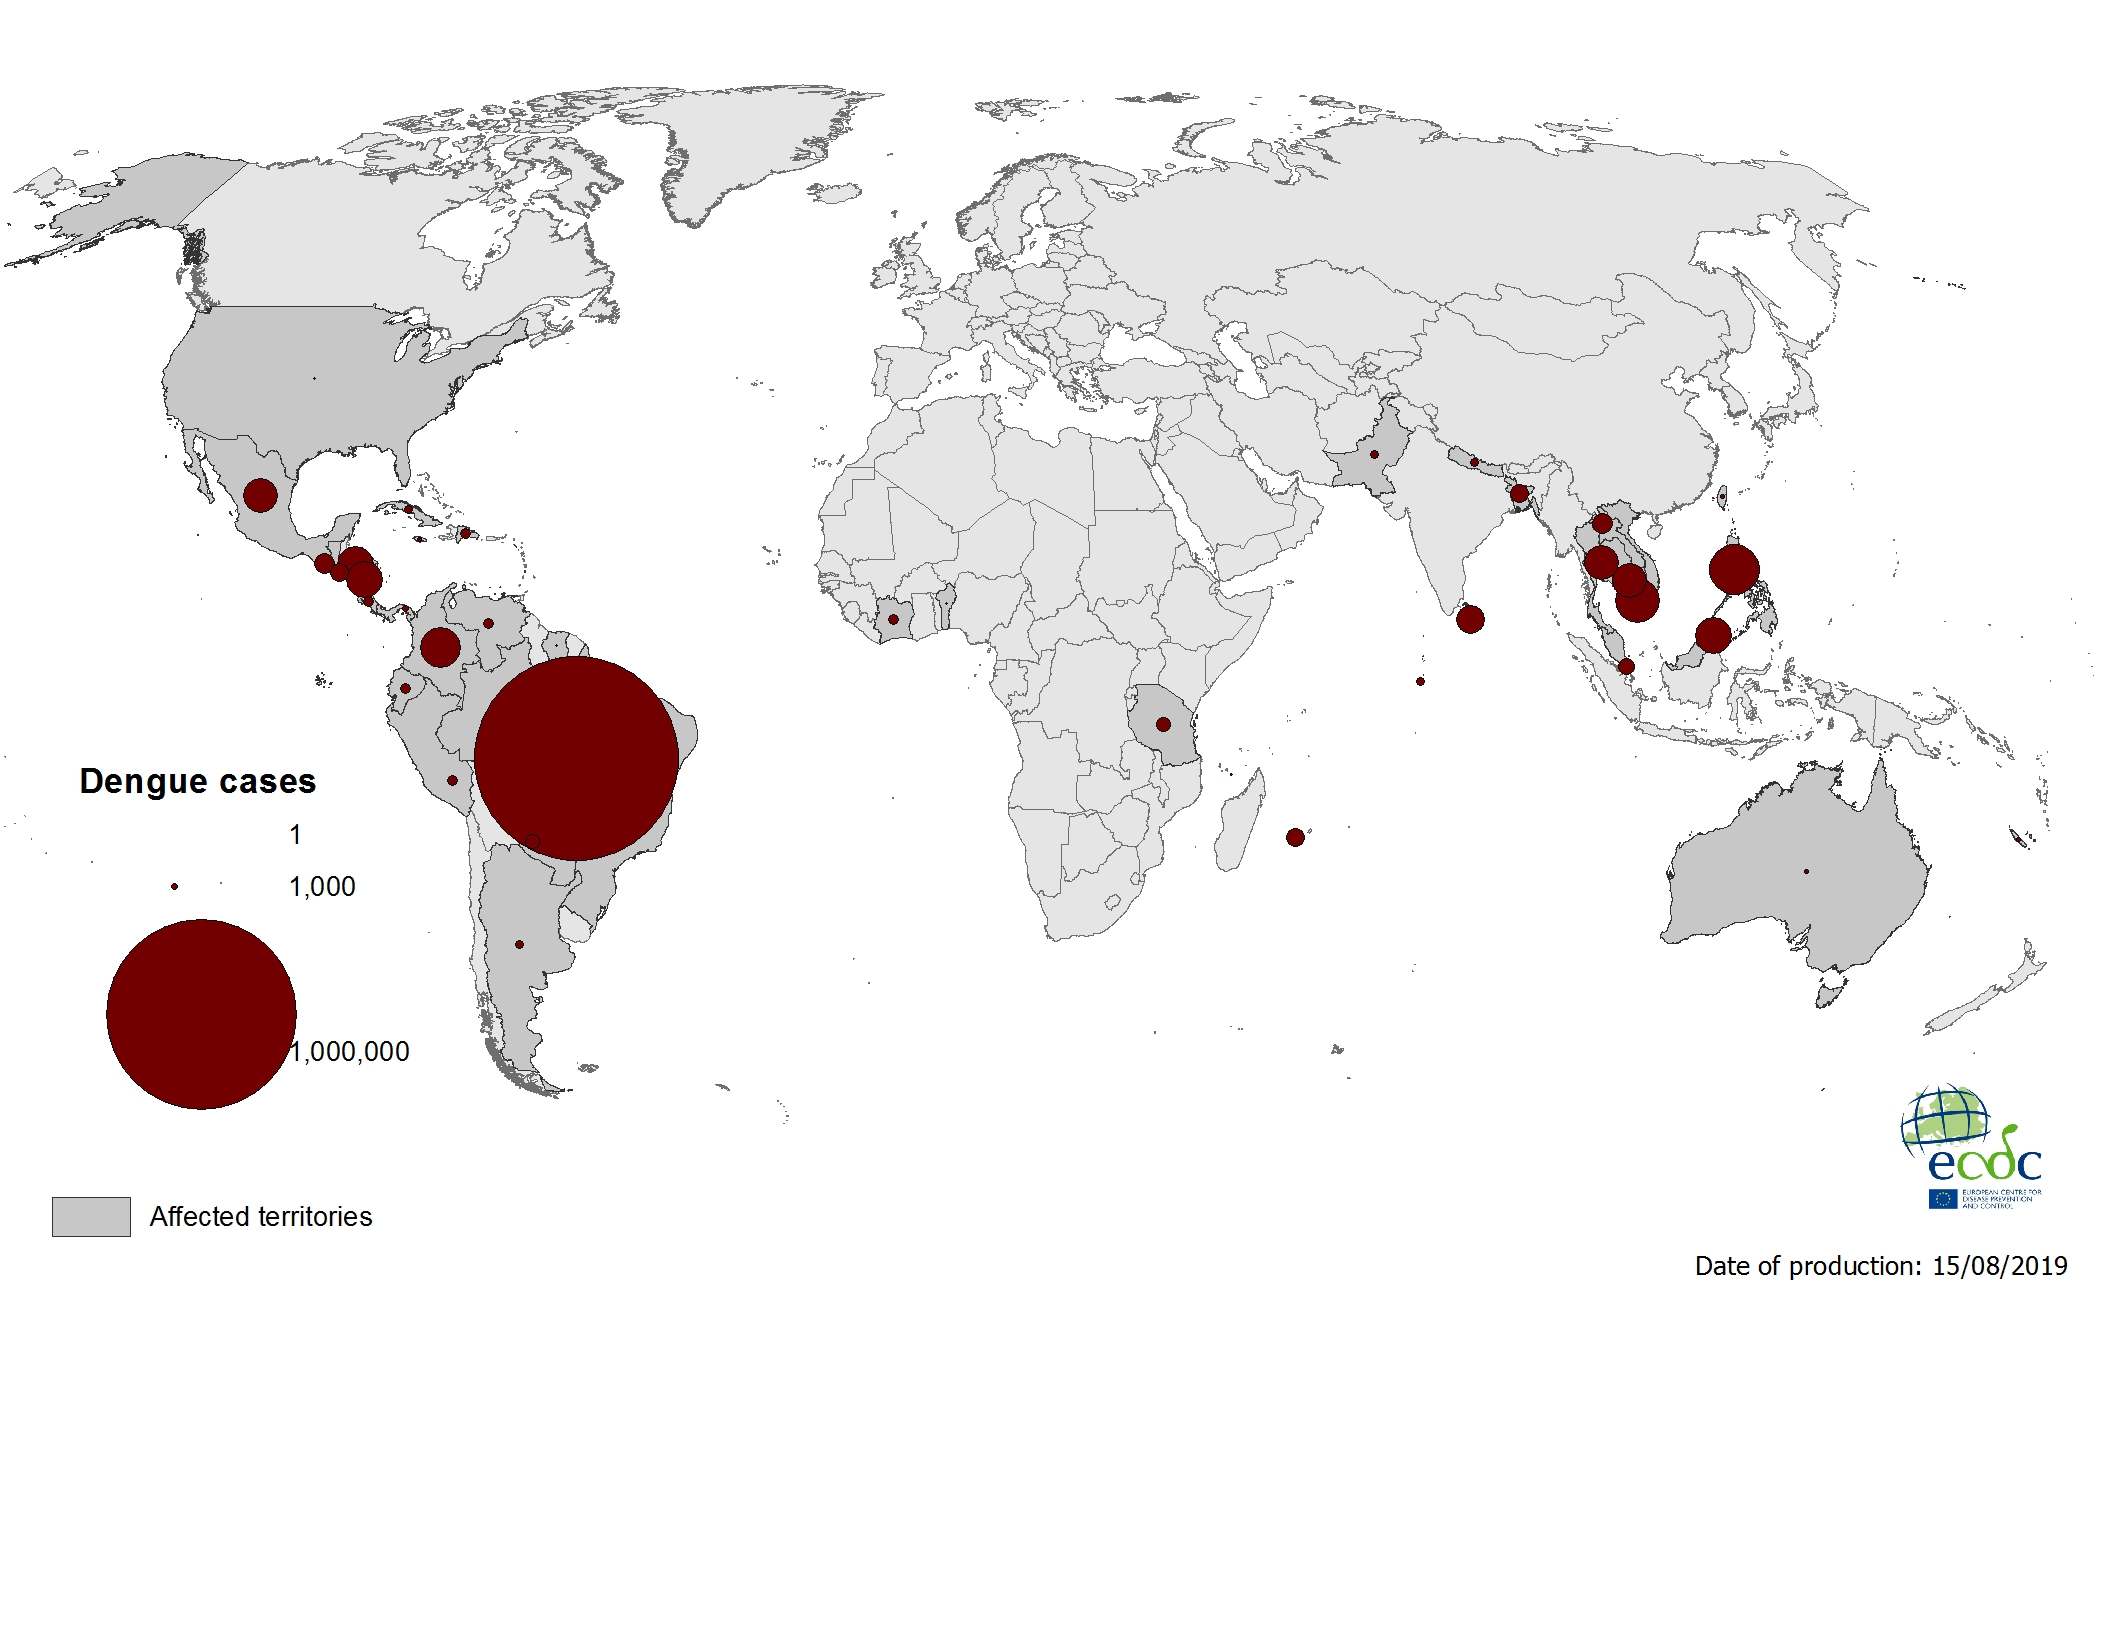 Dengue cases
1
1,000
1,000,000
Affected territories
ecdc
EUROPEAN CENTRE FOR
DISEASE PREVENTION
AND CONTROL
Date of production: 15/08/2019